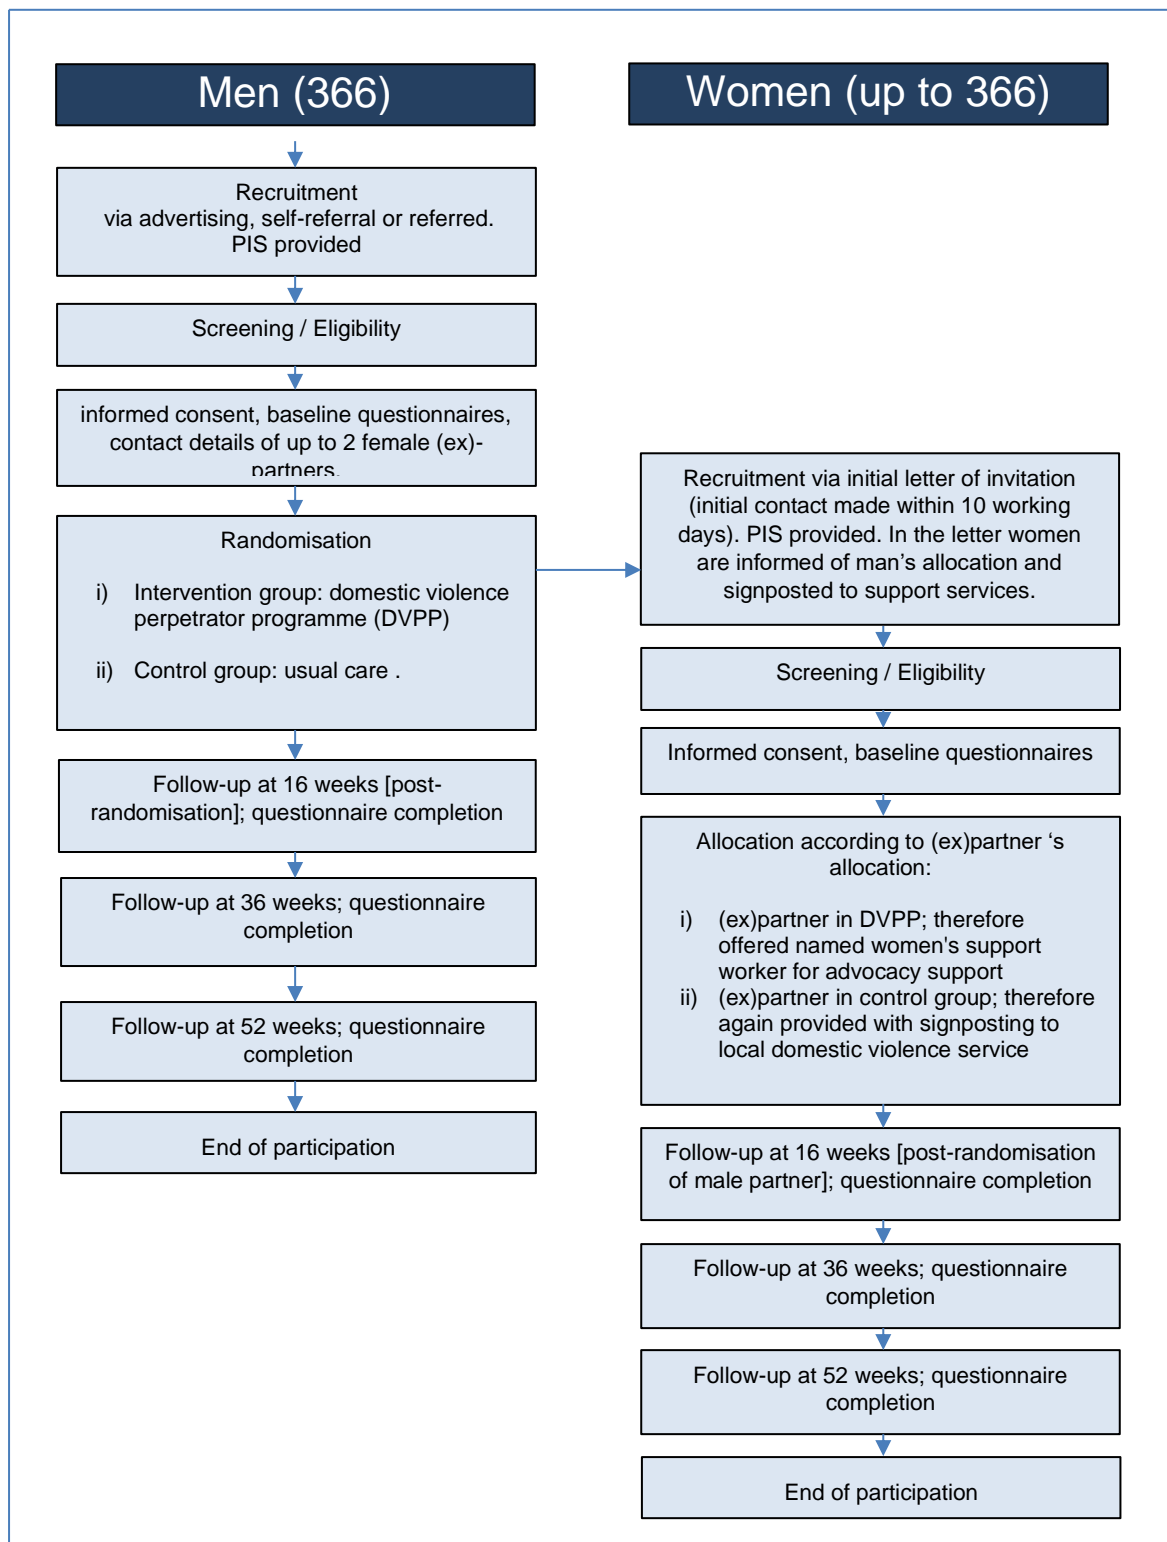 Men (366)
Recruitment
via advertising, self-referral or referred.
PIS provided
Screening / Eligibility
informed consent, baseline questionnaires,
contact details of up to 2 female (ex)-
partners.
Randomisation
i) Intervention group: domestic violence
perpetrator programme (DVPP)
ii) Control group: usual care .
Follow-up at 16 weeks [post-
randomisation]; questionnaire completion
Follow-up at 36 weeks; questionnaire
completion
Follow-up at 52 weeks; questionnaire
completion
End of participation
Women (up to 366)
Recruitment via initial letter of invitation
(initial contact made within 10 working
days). PIS provided. In the letter women
are informed of man’s allocation and
signposted to support services.
Screening / Eligibility
Informed consent, baseline questionnaires
Allocation according to (ex)partner ‘s
allocation:
i) (ex)partner in DVPP; therefore
offered named women's support
worker for advocacy support
ii) (ex)partner in control group; therefore
again provided with signposting to
local domestic violence service
Follow-up at 16 weeks [post-randomisation
of male partner]; questionnaire completion
Follow-up at 36 weeks; questionnaire
completion
Follow-up at 52 weeks; questionnaire
completion
End of participation